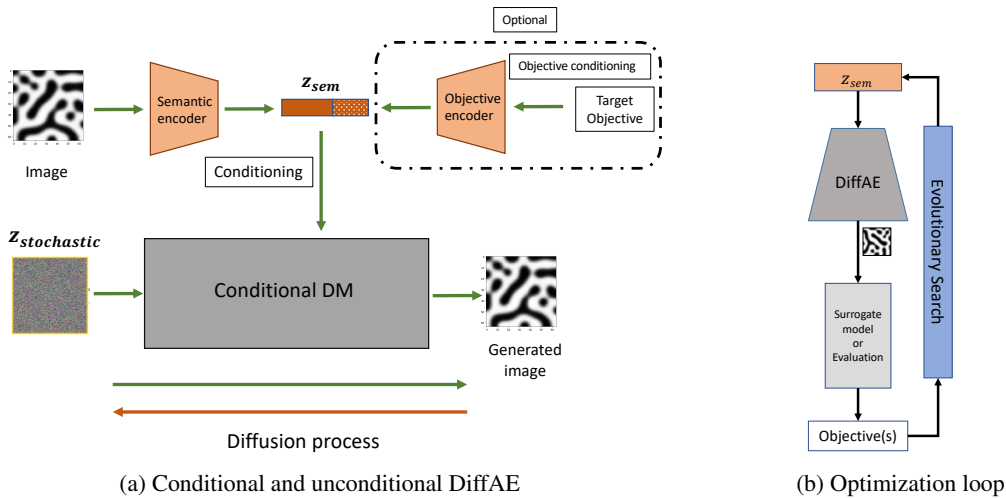 Optional
Objective conditioning
z_sem
Semantic
encoder
Objective
encoder
Target
Objective
Image
Conditioning
z_stochastic
Conditional DM
Generated
image
Diffusion process
(a) Conditional and unconditional DiffAE
z_sem
DiffAE
Evolutionary Search
Surrogate
model
or
Evaluation
Objective(s)
(b) Optimization loop